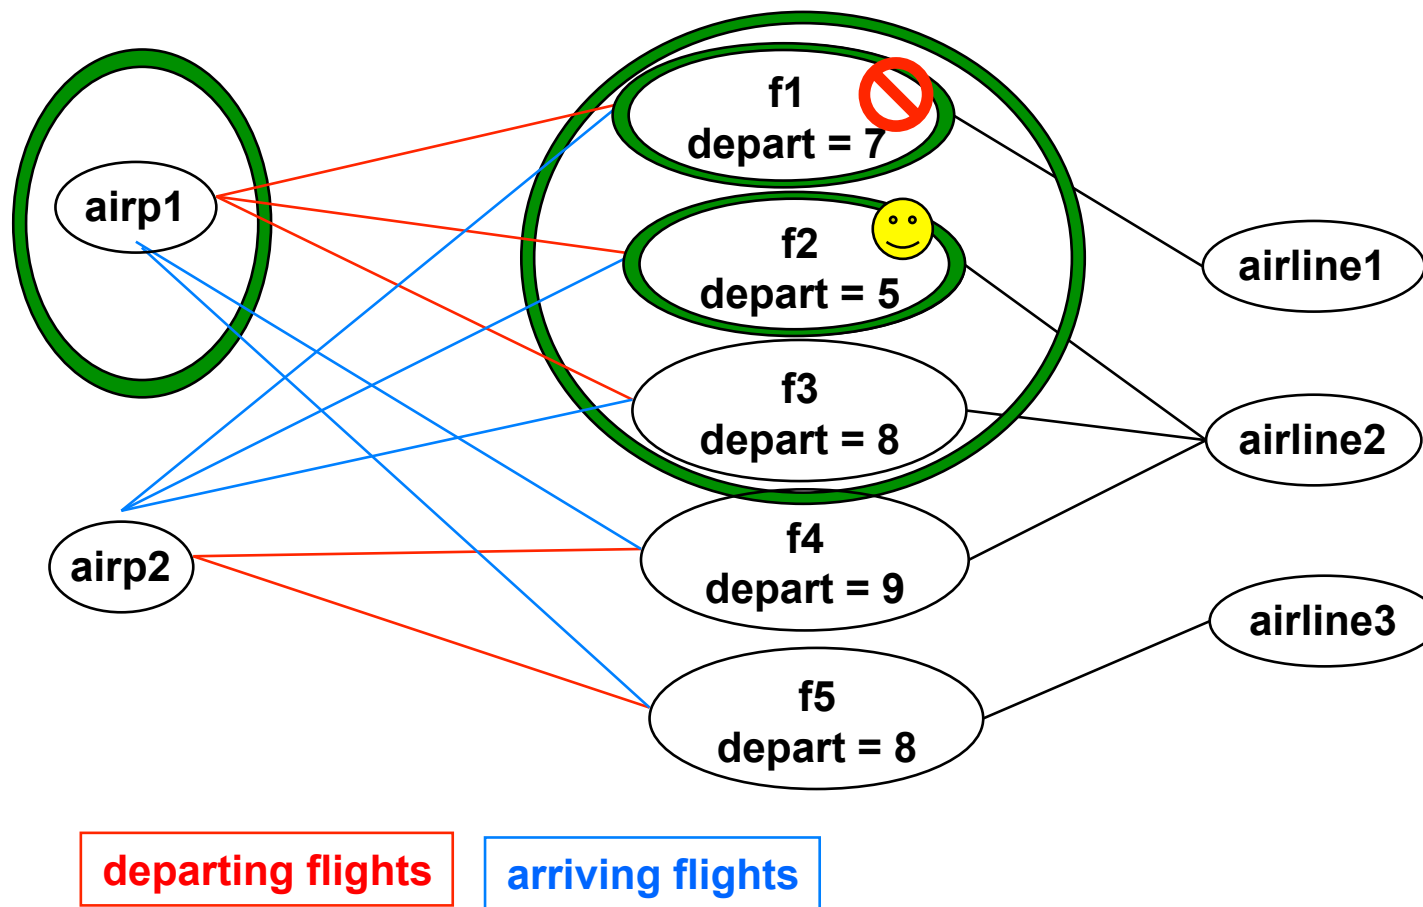 airp1
airp2
f1
depart = 7
f2
depart = 5
f3
depart = 8
f4
depart = 9
f5
depart = 8
airline1
airline2
airline3
departing flights
arriving flights